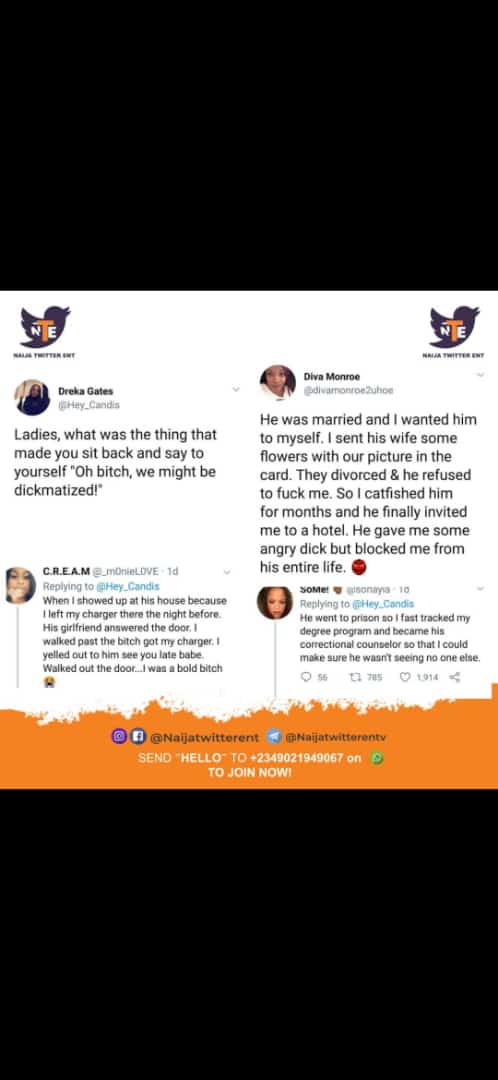 NTE
NAIJA TWITTER ENT
NTE
NAIJA TWITTER ENT
Dreka Gates
@Hey_Candis
Ladies, what was the thing that
made you sit back and say to
yourself "Oh bitch, we might be
dickmatized!"
C.R.E.A.M @_m0nieL0VE · 1d
Replying to @Hey_Candis
When I showed up at his house because
I left my charger there the night before.
His girlfriend answered the door. I
walked past the bitch got my charger. I
yelled out to him see you late babe.
Walked out the door...I was a bold bitch
😭
Diva Monroe
@divamonroe2uhoe
He was married and I wanted him
to myself. I sent his wife some
flowers with our picture in the
card. They divorced & he refused
to fuck me. So I catfished him
for months and he finally invited
me to a hotel. He gave me some
angry dick but blocked me from
his entire life. 😈
SoMe! @sonayia · 1d
Replying to @Hey_Candis
He went to prison so I fast tracked my
degree program and became his
correctional counselor so that I could
make sure he wasn't seeing no one else.
56 785 1,914
@Naijatwitterent @Naijatwitterentv
SEND "HELLO" TO +2349021949067 on
TO JOIN NOW!